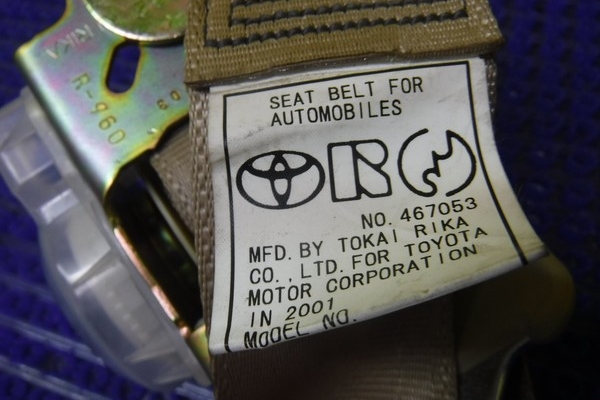 RIKA
R-960
SEAT BELT FOR
AUTOMOBILES
NO. 467053
MFD. BY TOKAI RIKA
CO., LTD. FOR TOYOTA
MOTOR CORPORATION
IN 2001
MODEL NO.